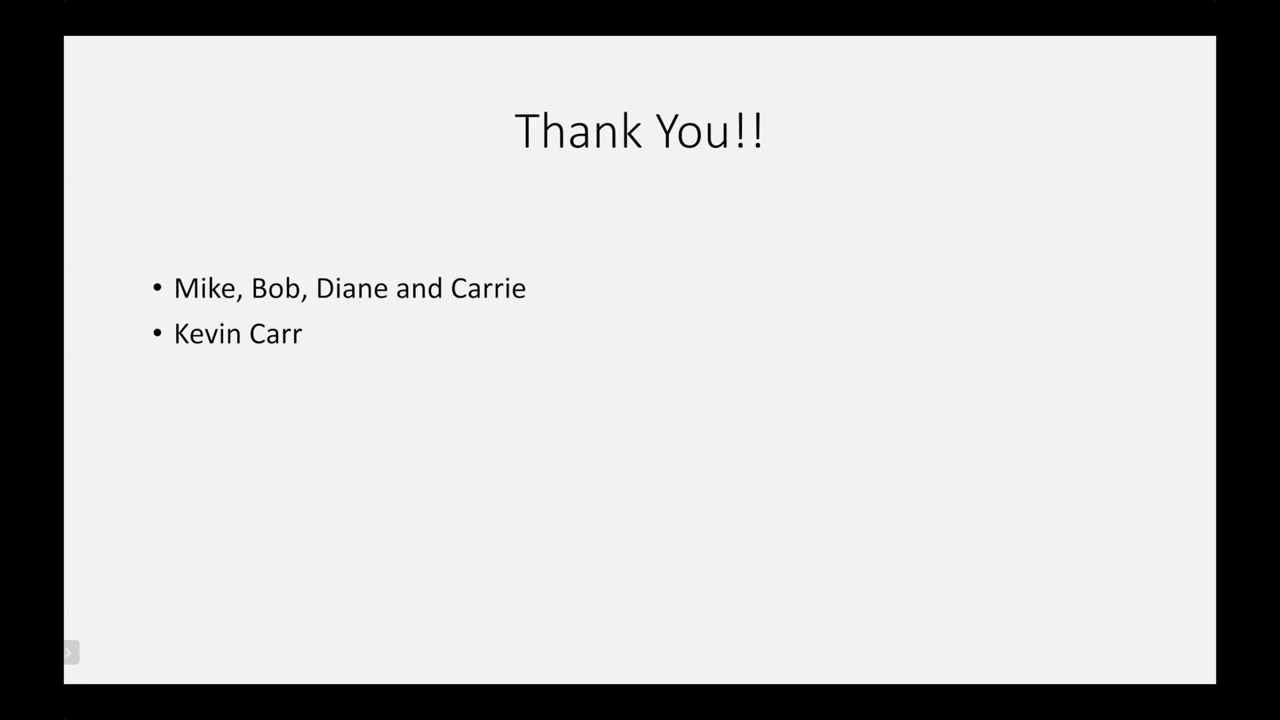 Thank You!!
• Mike, Bob, Diane and Carrie
• Kevin Carr